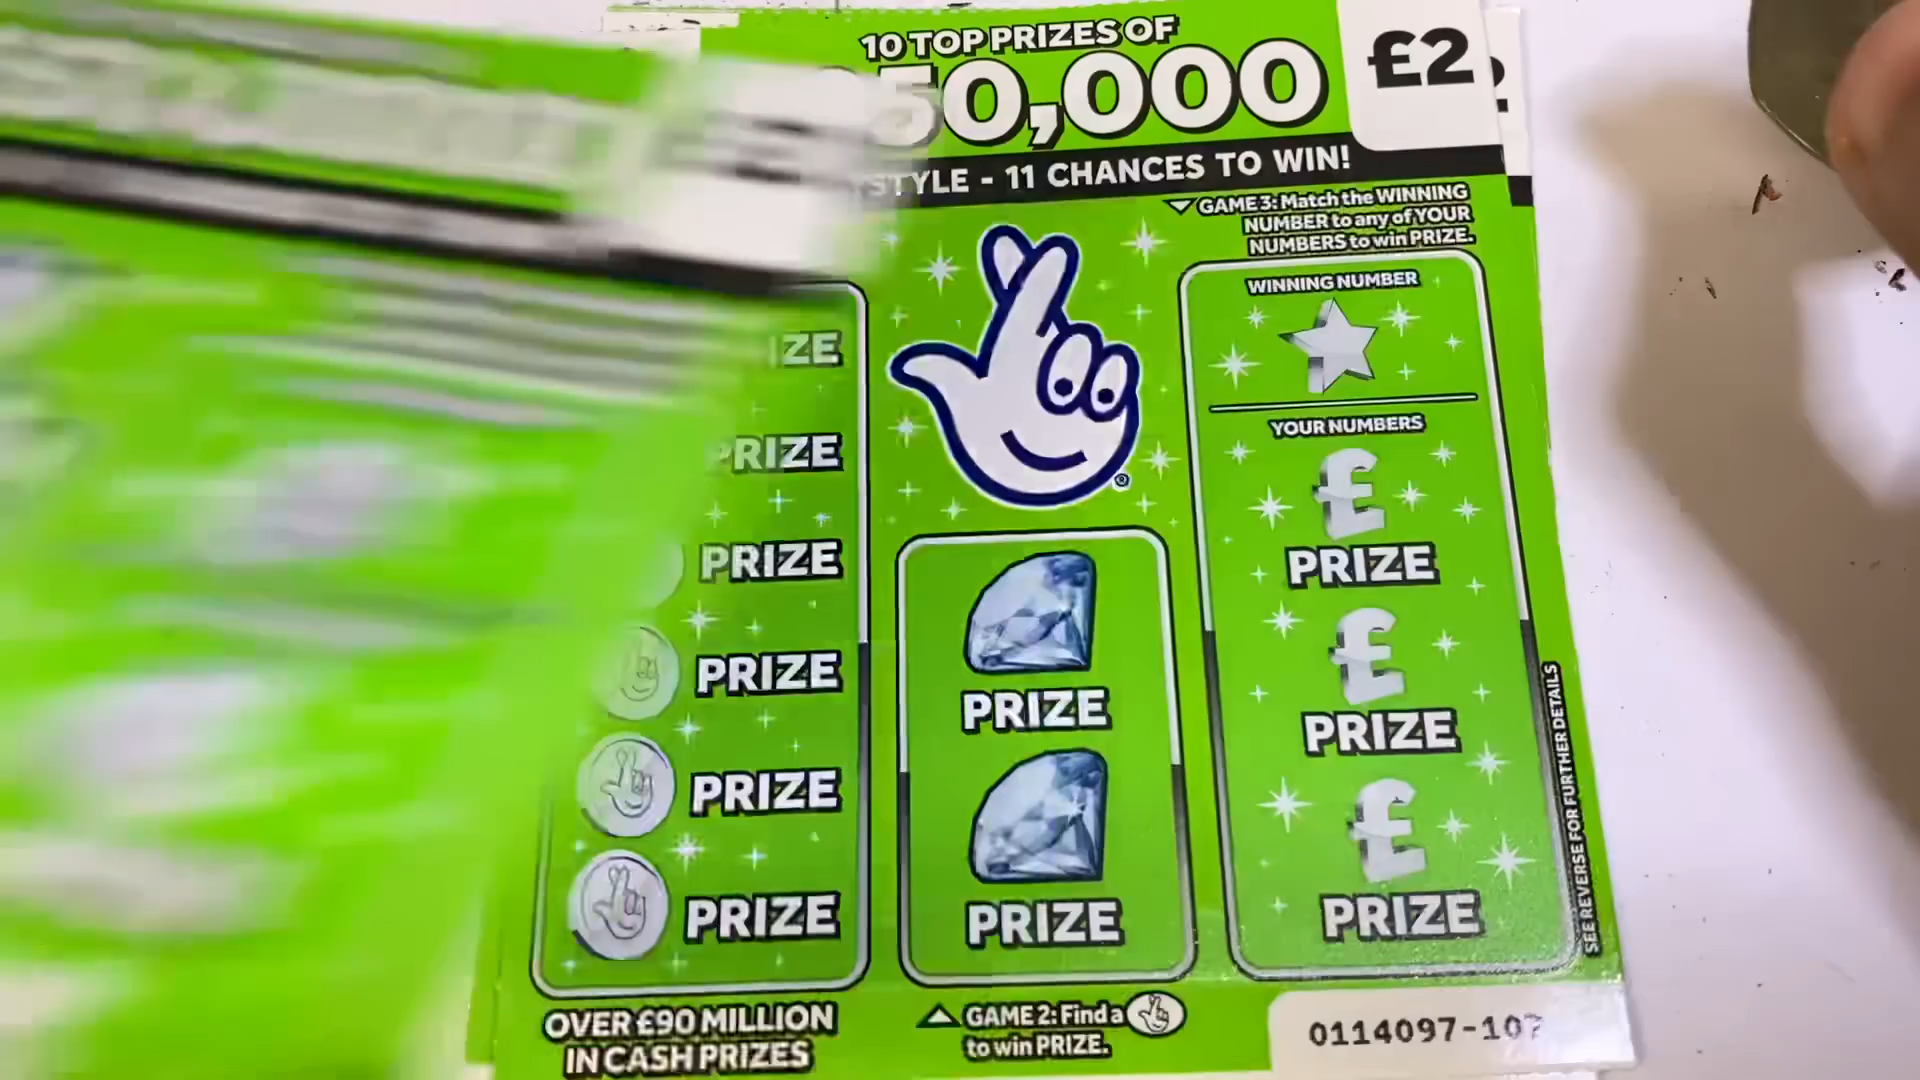 10 TOP PRIZES OF
50,000
£2
STYLE - 11 CHANCES TO WIN!
GAME 3: Match the WINNING
NUMBER to any of YOUR
NUMBERS to win PRIZE.
WINNING NUMBER
YOUR NUMBERS
£
PRIZE
£
PRIZE
£
PRIZE
PRIZE
PRIZE
PRIZE
PRIZE
PRIZE
PRIZE
PRIZE
OVER £90 MILLION
IN CASH PRIZES
GAME 2: Find a
to win PRIZE.
0114097-107
SEE REVERSE FOR FURTHER DETAILS